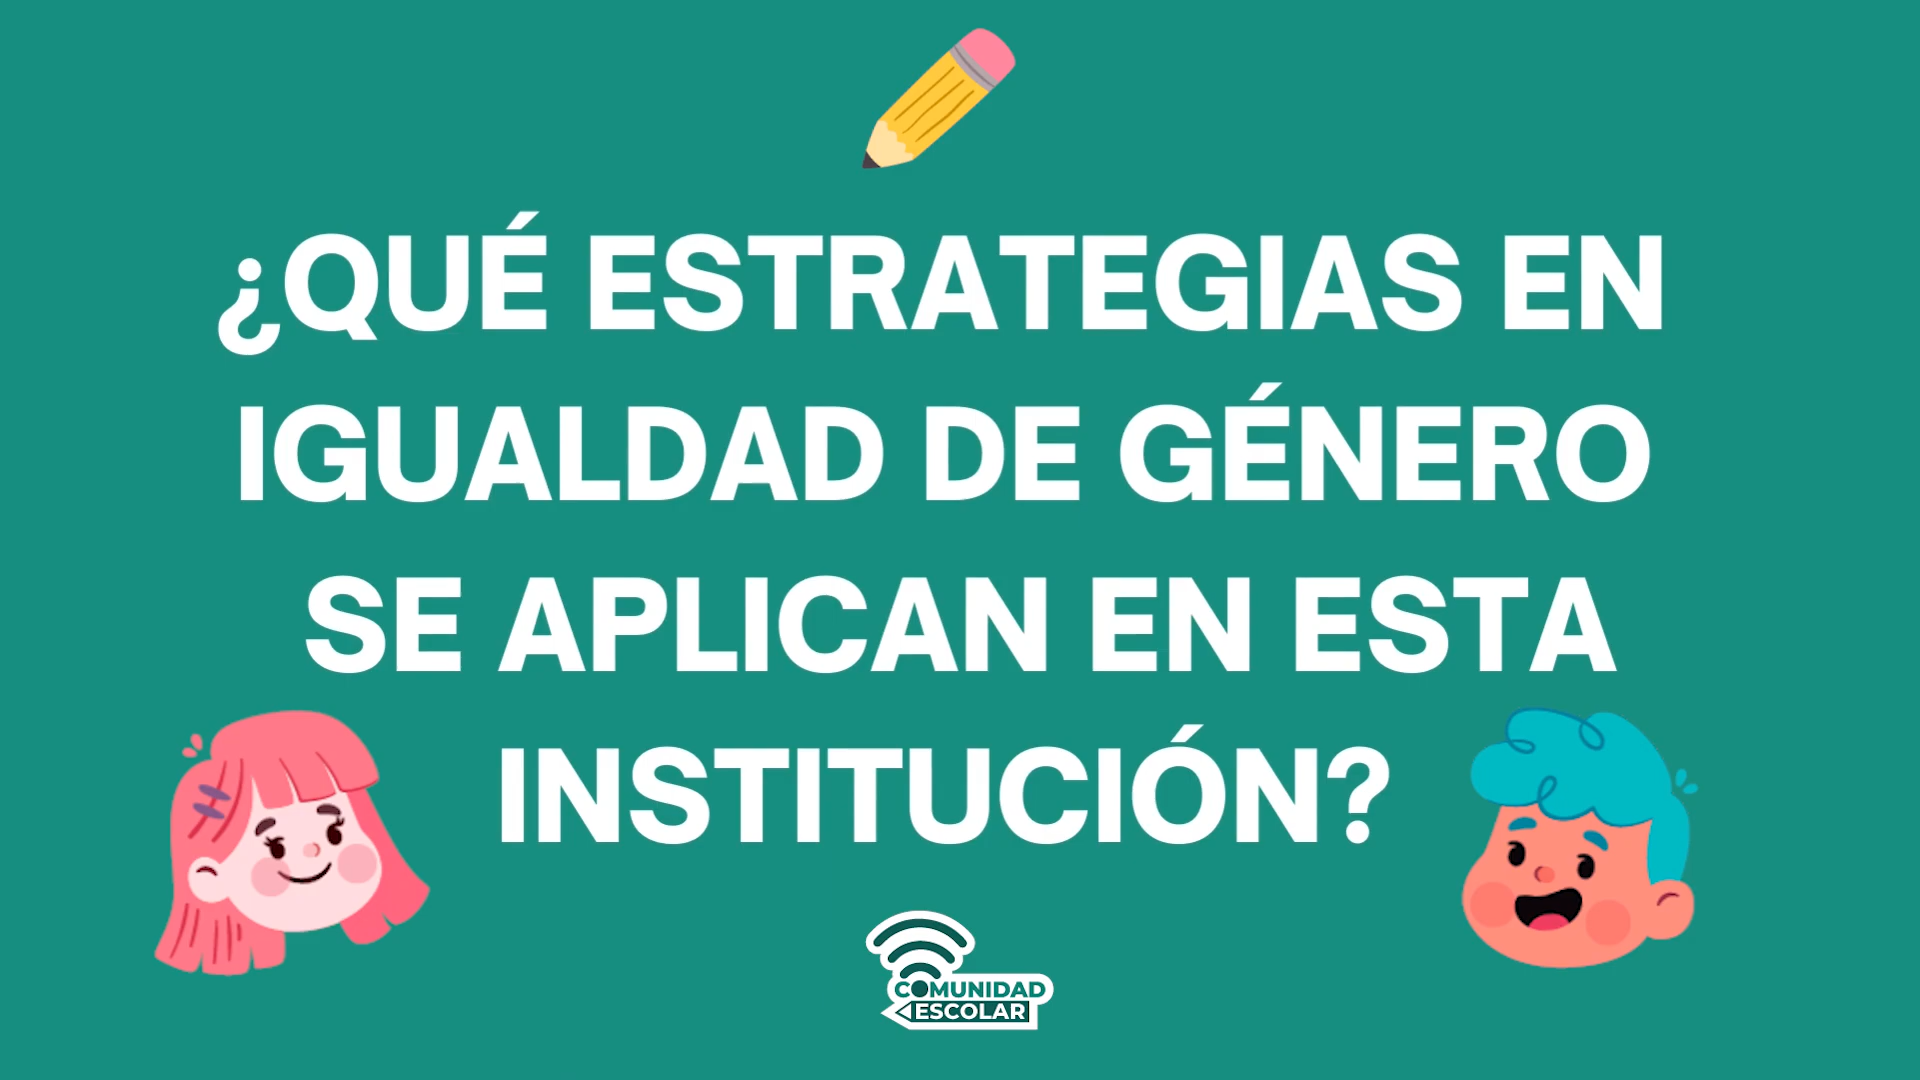 ¿QUÉ ESTRATEGIAS EN
IGUALDAD DE GÉNERO
SE APLICAN EN ESTA
INSTITUCIÓN?
COMUNIDAD
ESCOLAR